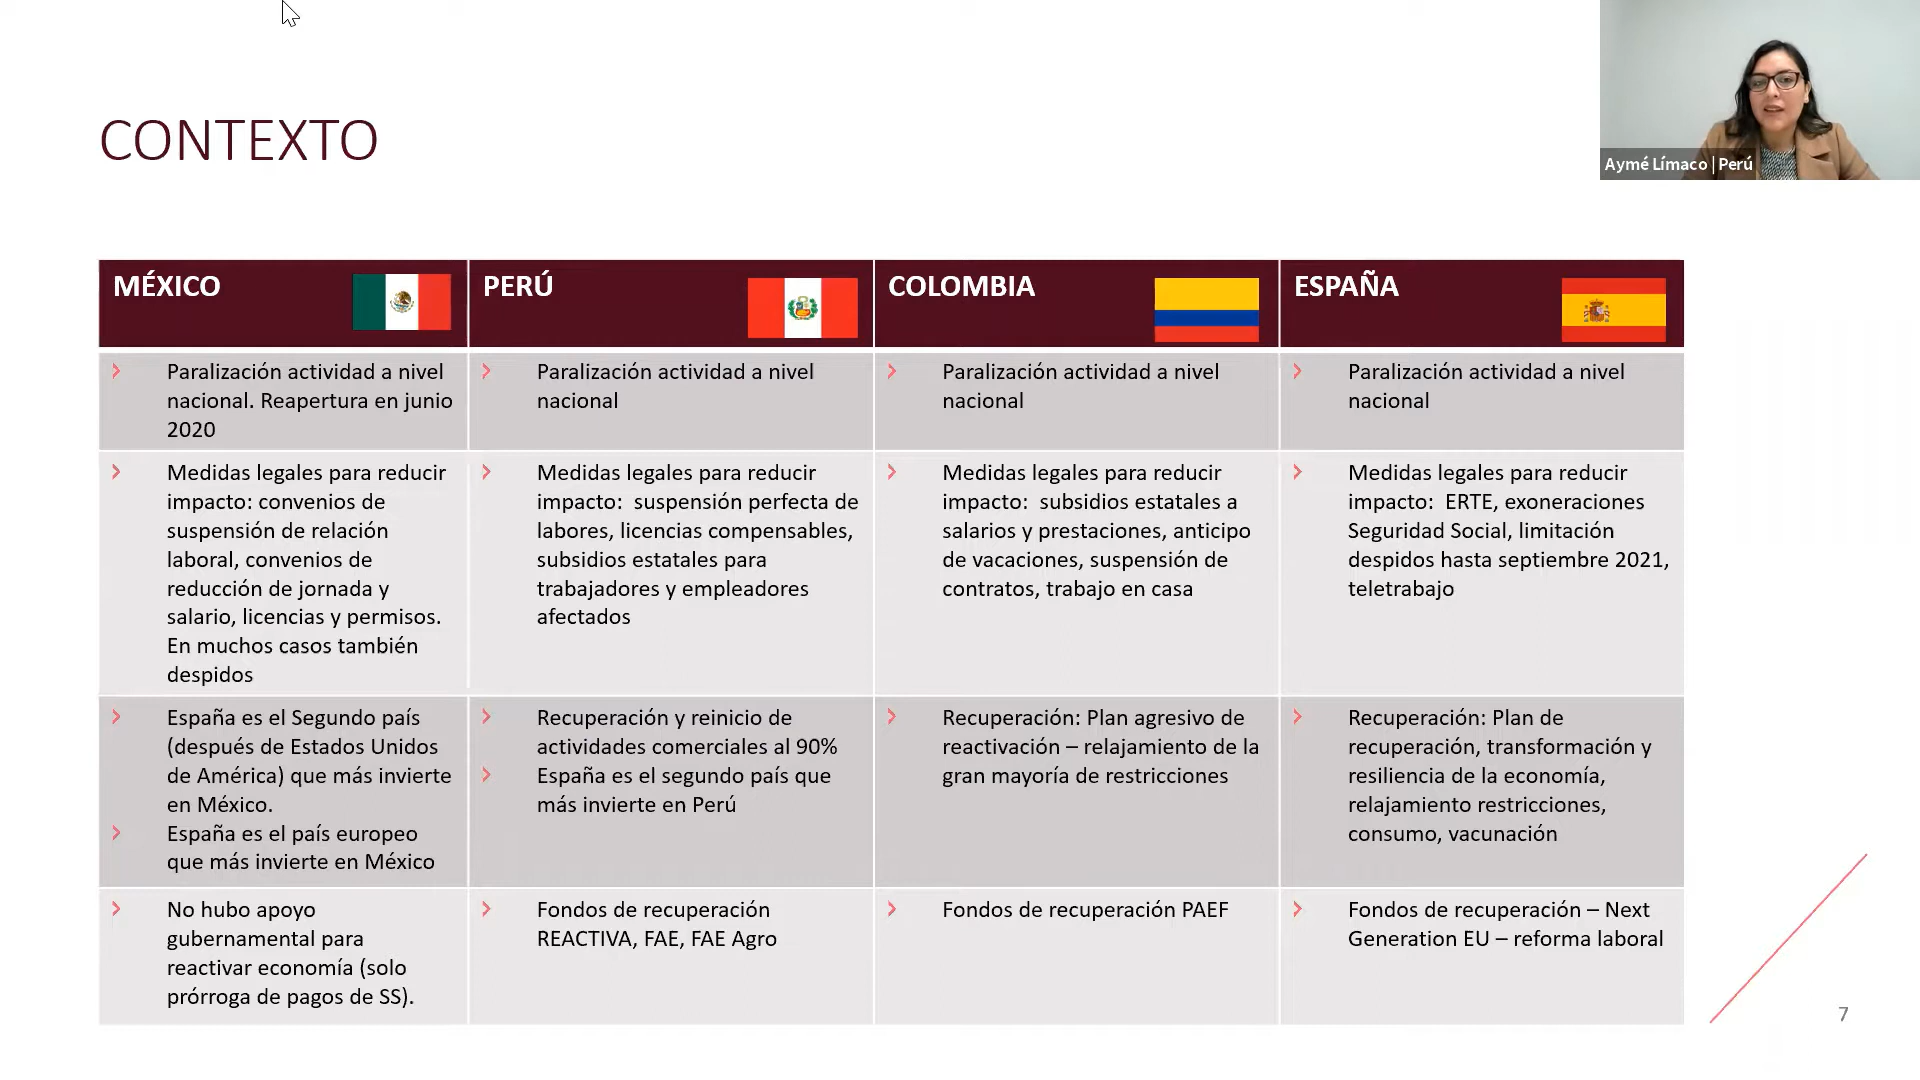 CONTEXTO
Aymé Límaco | Perú
MÉXICO
PERÚ
COLOMBIA
ESPAÑA
Paralización actividad a nivel
nacional. Reapertura en junio
2020
Paralización actividad a nivel
nacional
Paralización actividad a nivel
nacional
Paralización actividad a nivel
nacional
Medidas legales para reducir
impacto: convenios de
suspensión de relación
laboral, convenios de
reducción de jornada y
salario, licencias y permisos.
En muchos casos también
despidos
Medidas legales para reducir
impacto:  suspensión perfecta de
labores, licencias compensables,
subsidios estatales para
trabajadores y empleadores
afectados
Medidas legales para reducir
impacto:  subsidios estatales a
salarios y prestaciones, anticipo
de vacaciones, suspensión de
contratos, trabajo en casa
Medidas legales para reducir
impacto:  ERTE, exoneraciones
Seguridad Social, limitación
despidos hasta septiembre 2021,
teletrabajo
España es el Segundo país
(después de Estados Unidos
de América) que más invierte
en México.
España es el país europeo
que más invierte en México
Recuperación y reinicio de
actividades comerciales al 90%
España es el segundo país que
más invierte en Perú
Recuperación: Plan agresivo de
reactivación – relajamiento de la
gran mayoría de restricciones
Recuperación: Plan de
recuperación, transformación y
resiliencia de la economía,
relajamiento restricciones,
consumo, vacunación
No hubo apoyo
gubernamental para
reactivar economía (solo
prórroga de pagos de SS).
Fondos de recuperación
REACTIVA, FAE, FAE Agro
Fondos de recuperación PAEF
Fondos de recuperación – Next
Generation EU – reforma laboral
7